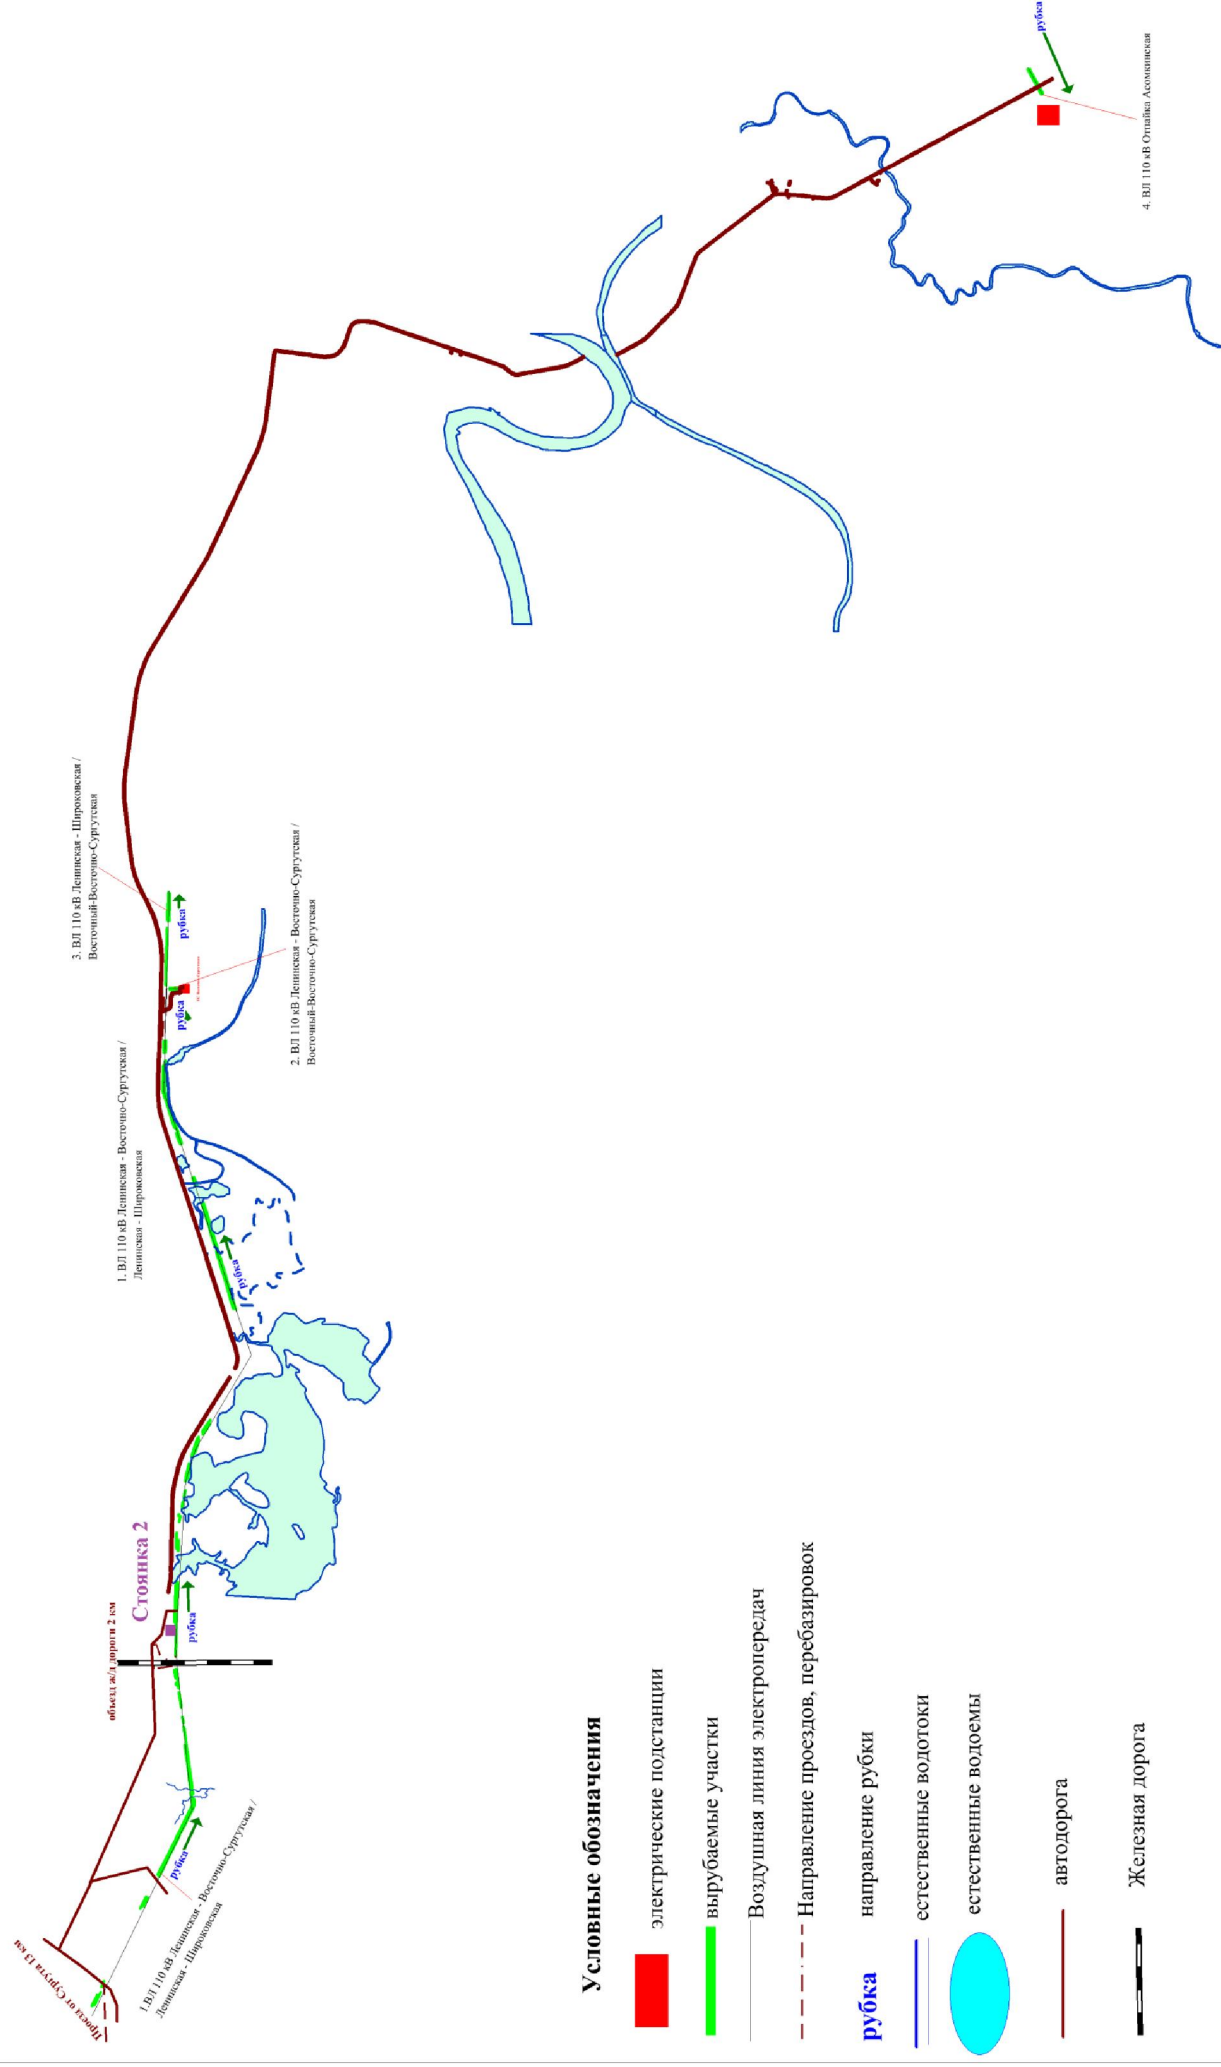 рубка
4. ВЛ 110 кВ Отпайка Асомкинская
3. ВЛ 110 кВ Ленинская - Широковская /
Восточный-Восточно-Сургутская
рубка
рубка
2. ВЛ 110 кВ Ленинская - Восточно-Сургутская /
Восточный-Восточно-Сургутская
1. ВЛ 110 кВ Ленинская - Восточно-Сургутская /
Ленинская - Широковская
рубка
Стоянка 2
объезд ж/д дороги 2 км
рубка
рубка
1.ВЛ 110 кВ Ленинская - Восточно-Сургутская /
Ленинская - Широковская
Проезд от Сургута 13 км
Условные обозначения
электрические подстанции
вырубаемые участки
Воздушная линия электропередач
Направление проездов, перебазировок
рубка направление рубки
естественные водотоки
естественные водоемы
автодорога
Железная дорога